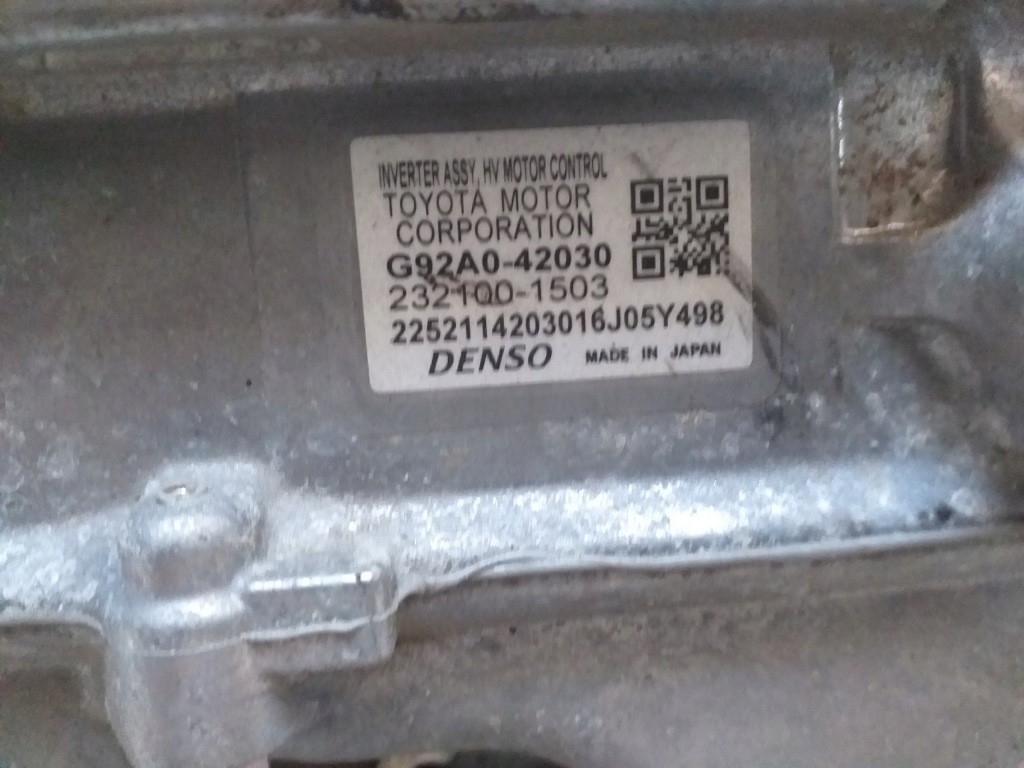 INVERTER ASSY, HV MOTOR CONTROL
TOYOTA MOTOR
CORPORATION
G92A0-42030
232100-1503
2252114203016J05Y498
DENSO MADE IN JAPAN